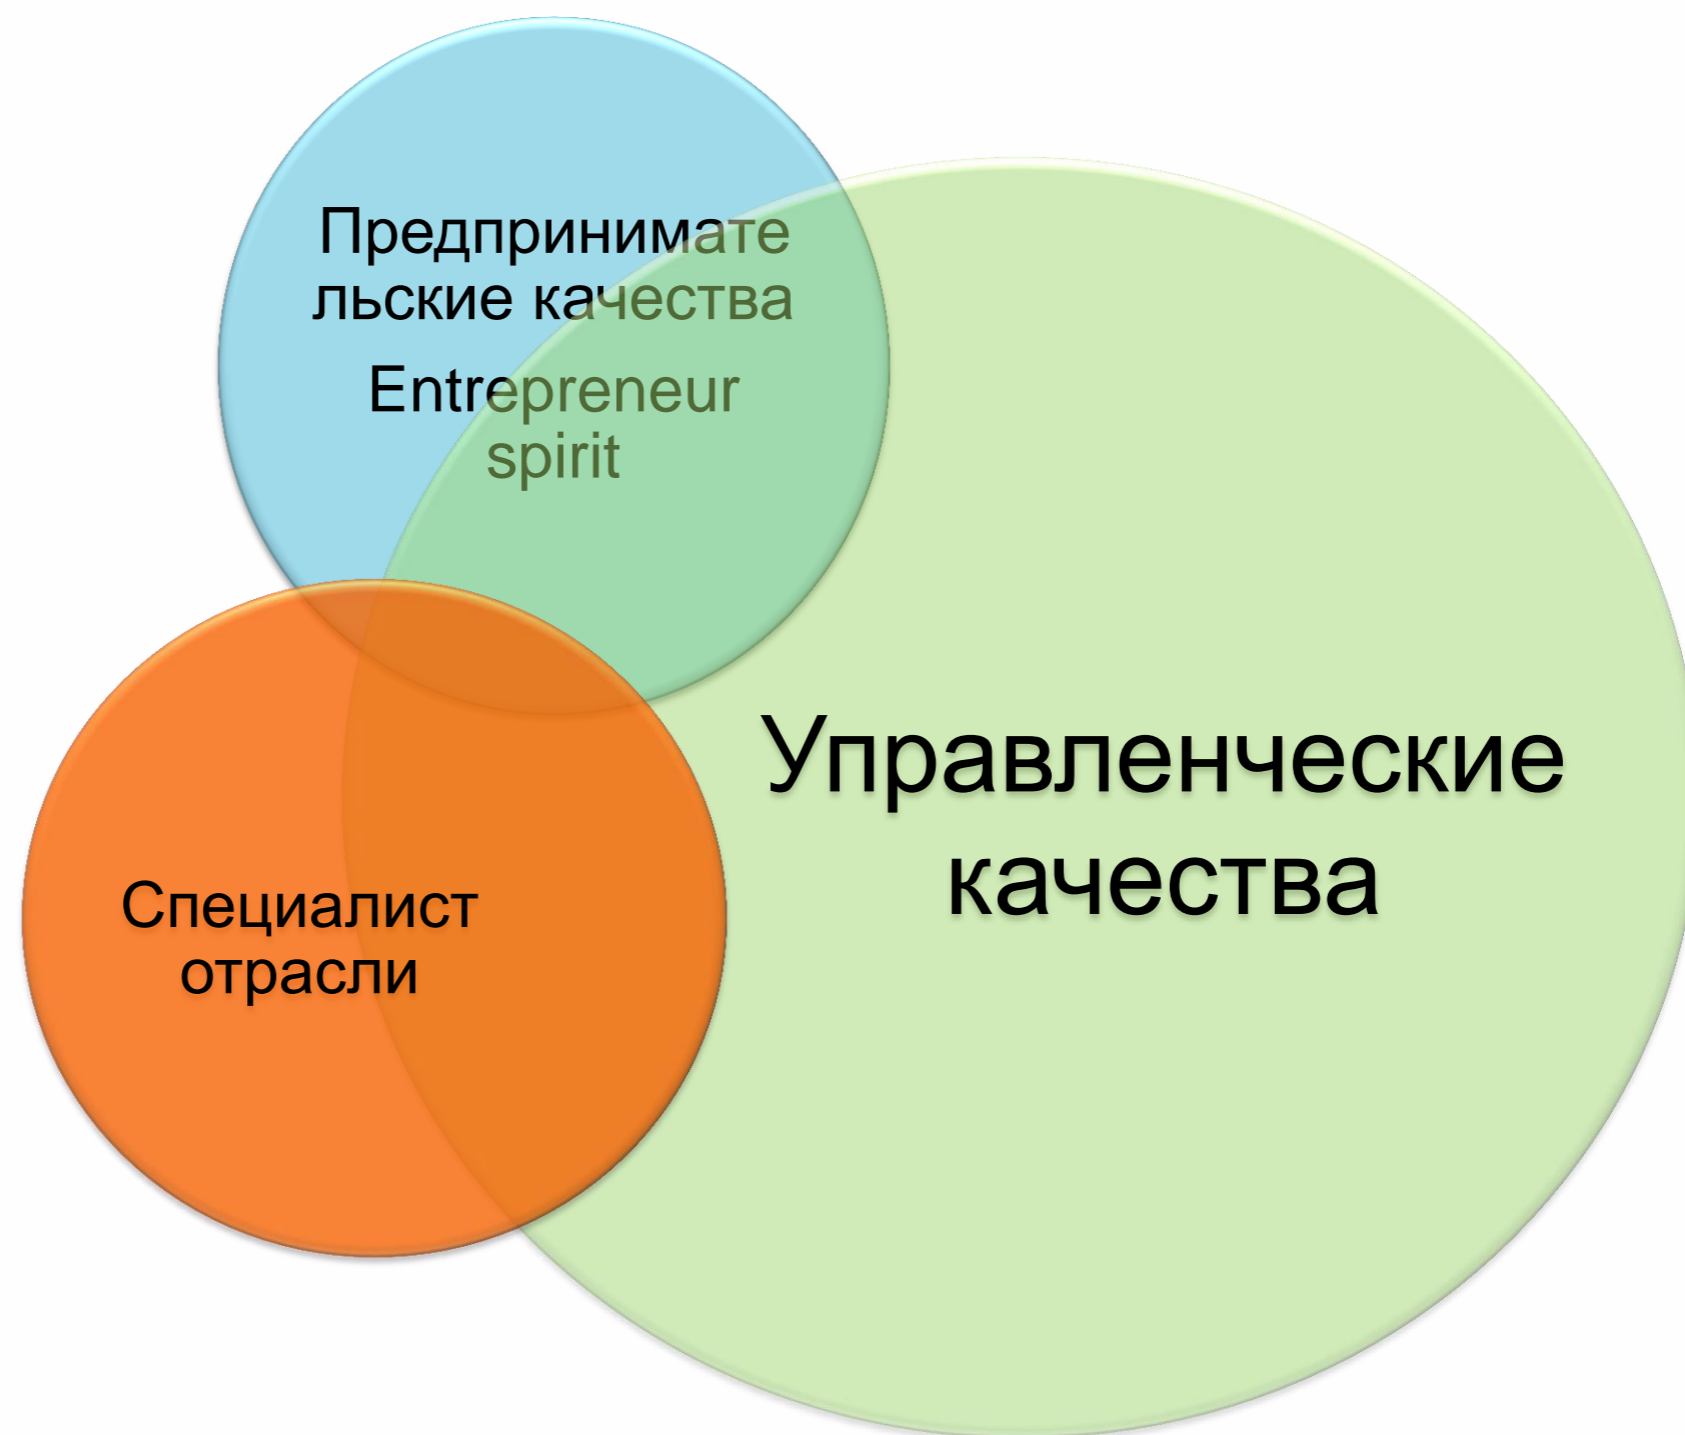 Предпринимате
льские качества
Entrepreneur
spirit
Управленческие
качества
Специалист
отрасли